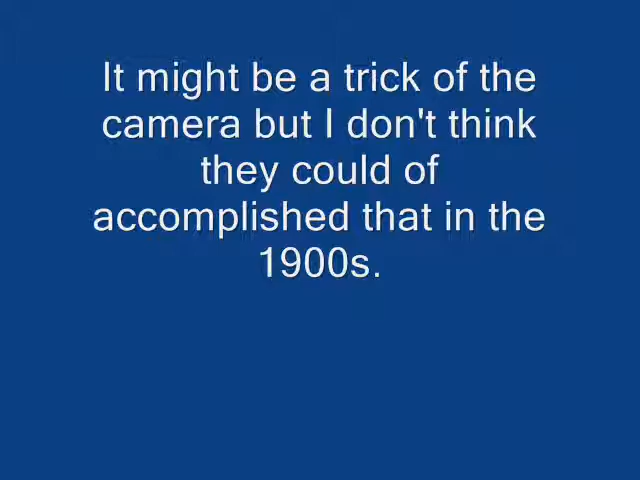 It might be a trick of the
camera but I don't think
they could of
accomplished that in the
1900s.